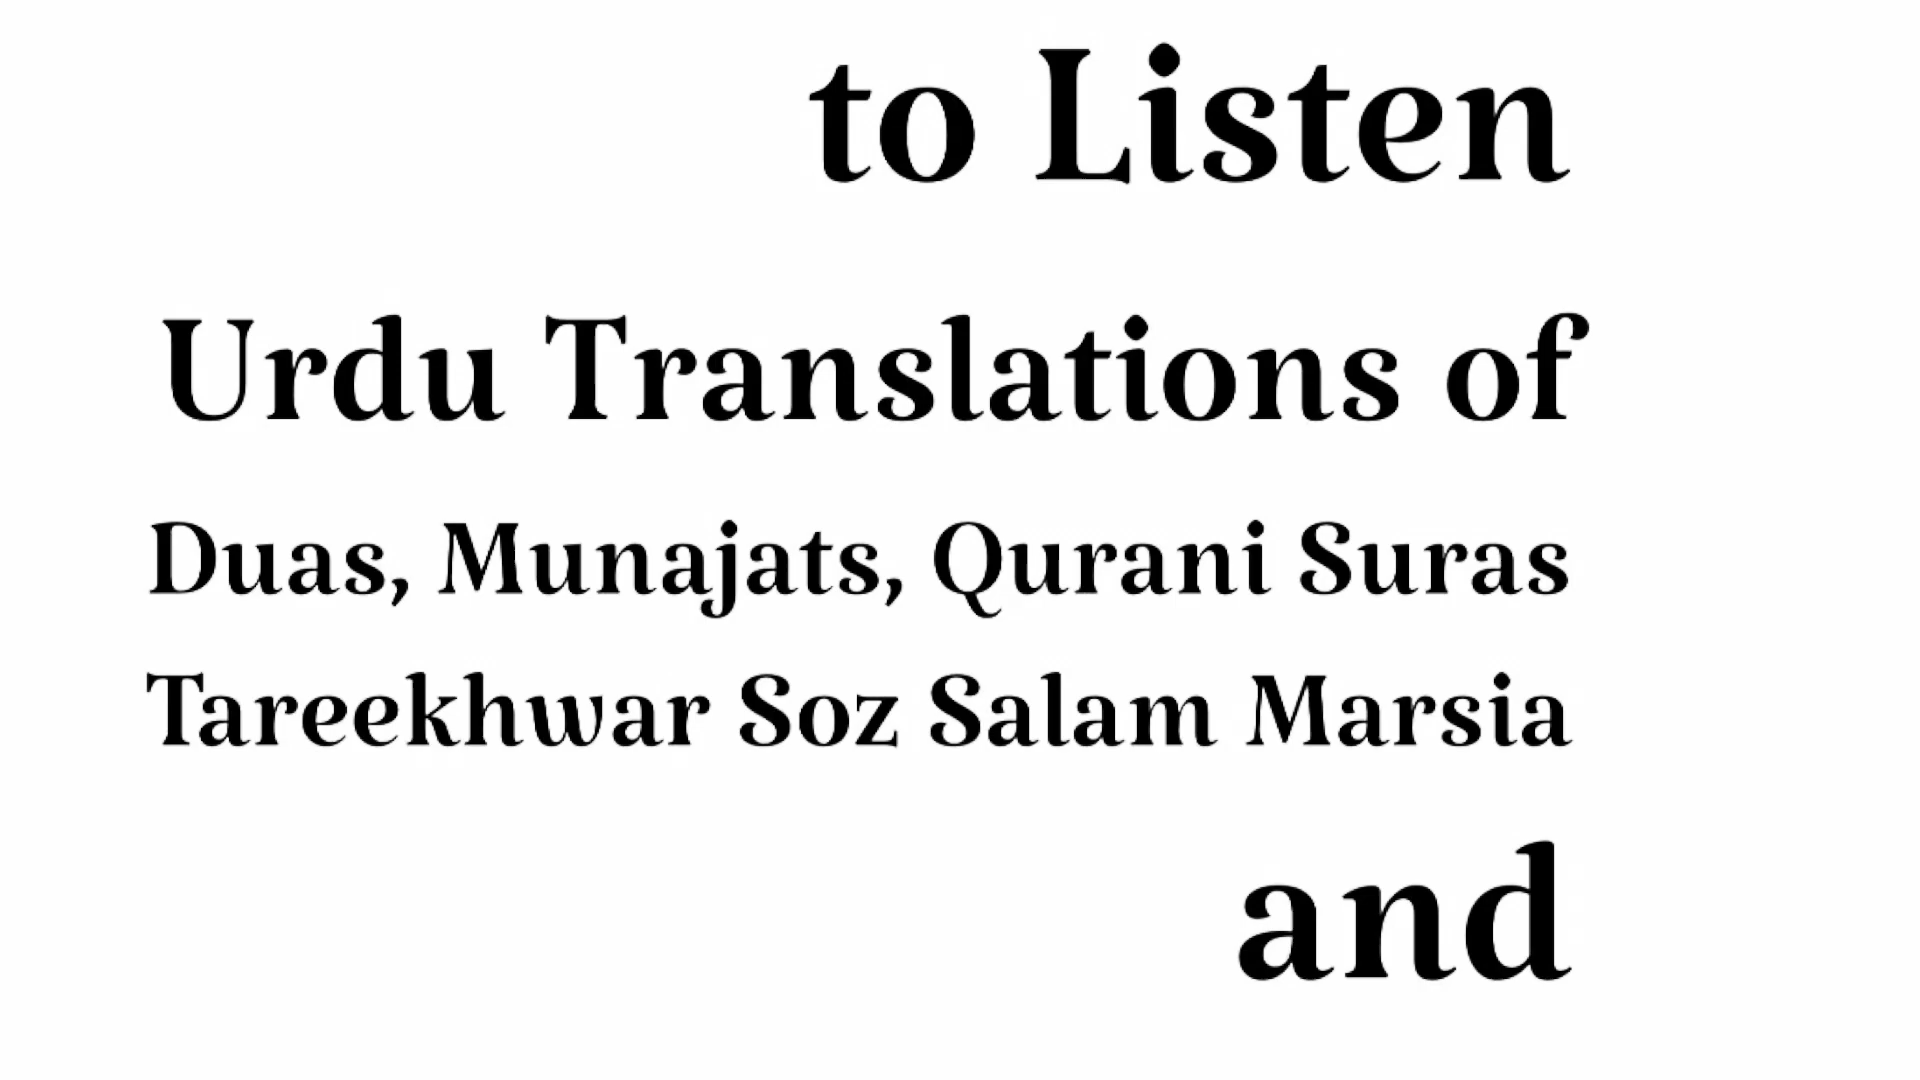 to Listen
Urdu Translations of
Duas, Munajats, Qurani Suras
Tareekhwar Soz Salam Marsia
and